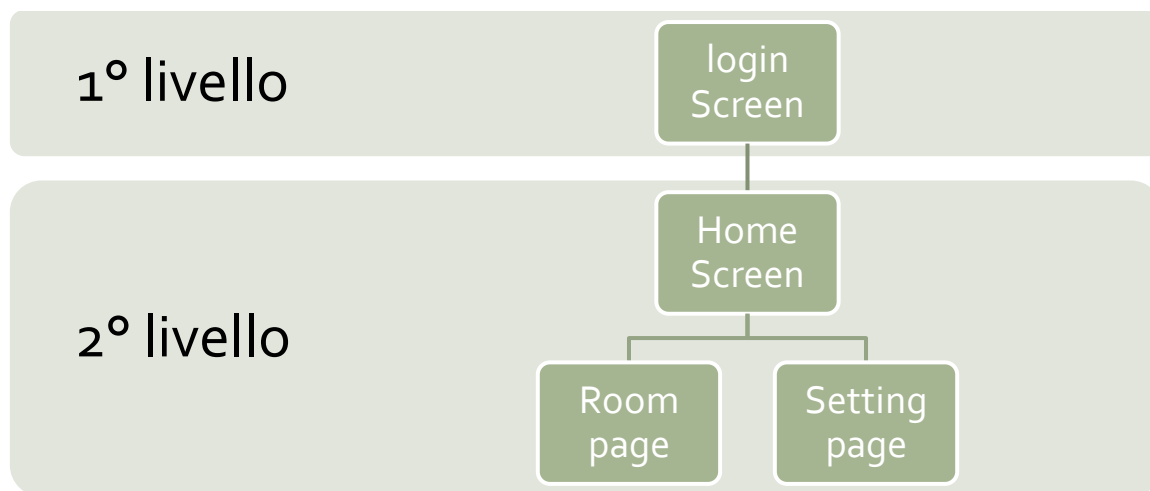 1° livello
login
Screen
Home
Screen
2° livello
Room
page
Setting
page